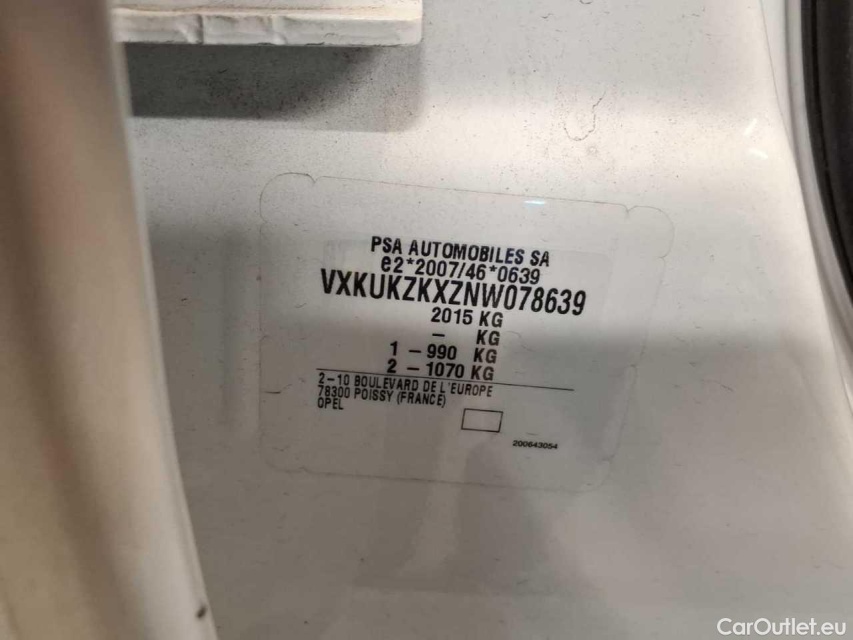 PSA AUTOMOBILES SA
e2*2007/46*0639
VXKUKZKXZNW078639
2015 KG
– KG
1 – 990 KG
2 – 1070 KG
2–10 BOULEVARD DE L'EUROPE
78300 POISSY (FRANCE)
OPEL
200643054
CarOutlet.eu